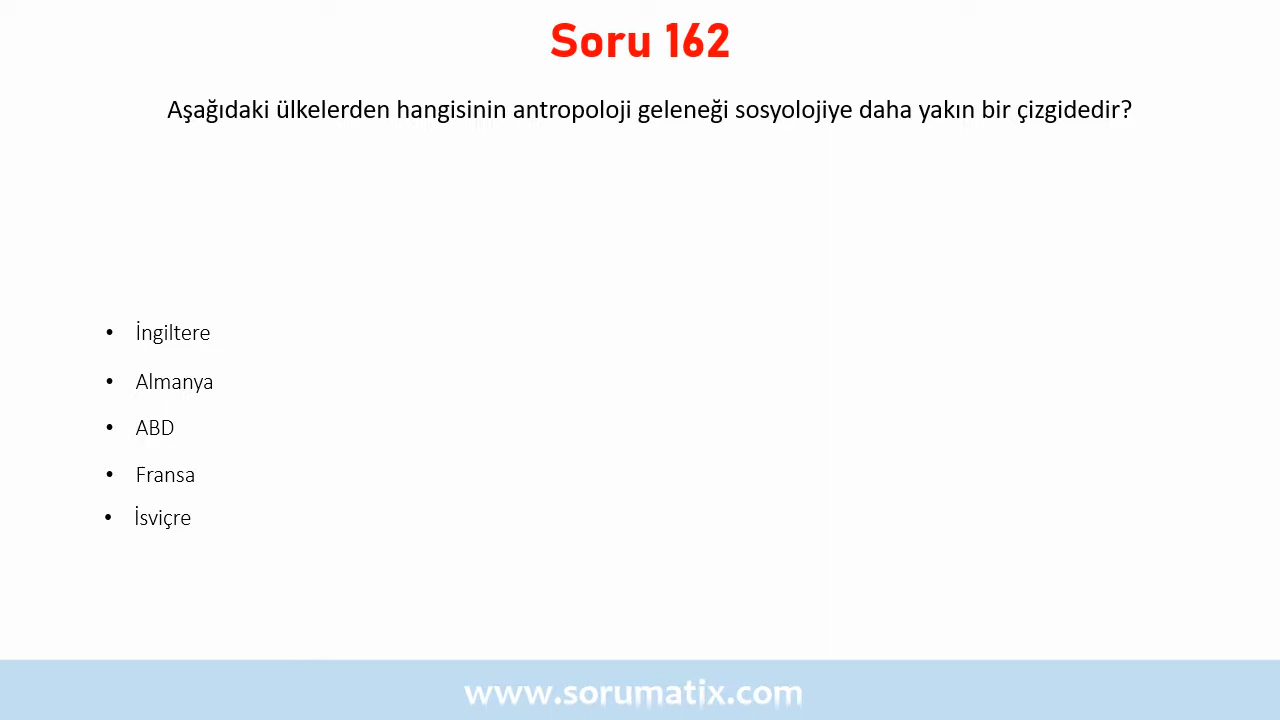 Soru 162
Aşağıdaki ülkelerden hangisinin antropoloji geleneği sosyolojiye daha yakın bir çizgidedir?
• İngiltere
• Almanya
• ABD
• Fransa
• İsviçre
www.sorumatix.com